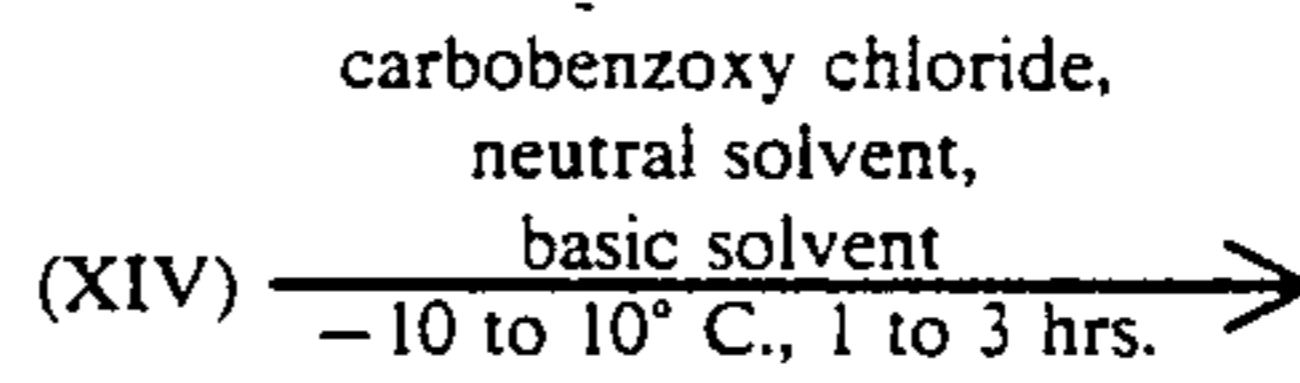 carbobenzoxy chloride,
neutral solvent,
basic solvent
(XIV)
−10 to 10° C., 1 to 3 hrs.